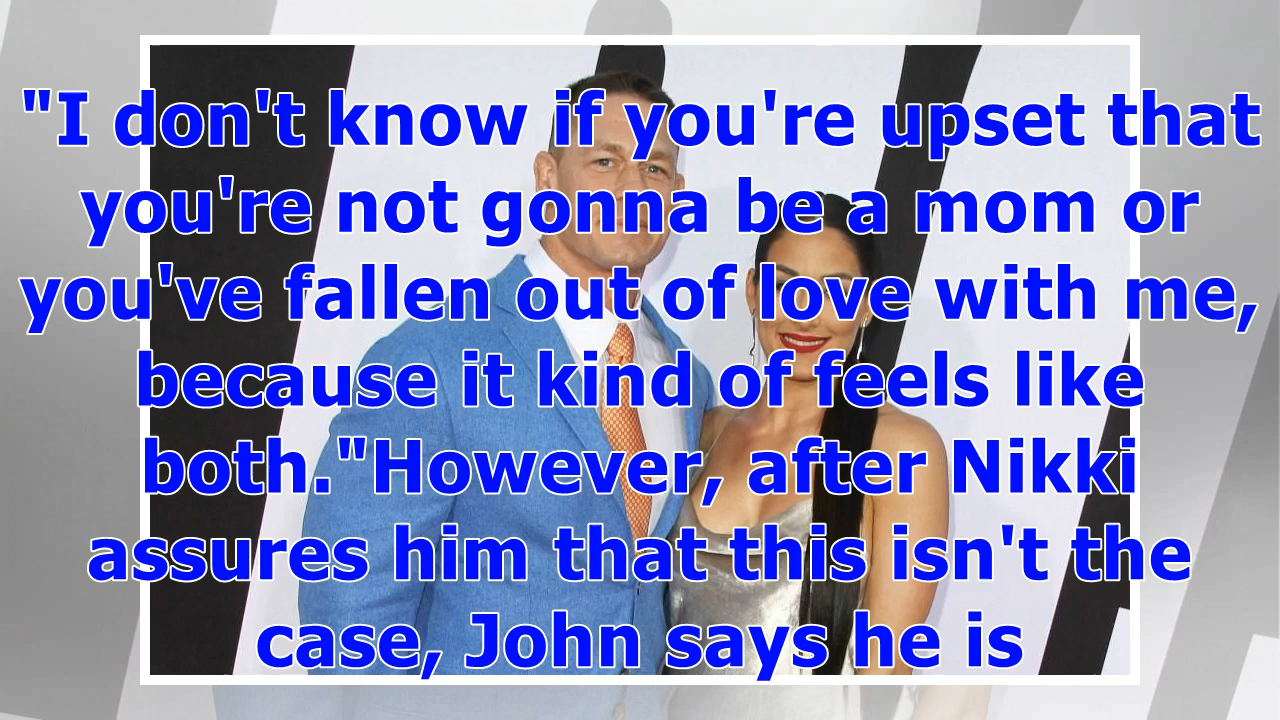 "I don't know if you're upset that
you're not gonna be a mom or
you've fallen out of love with me,
because it kind of feels like
both."However, after Nikki
assures him that this isn't the
case, John says he is